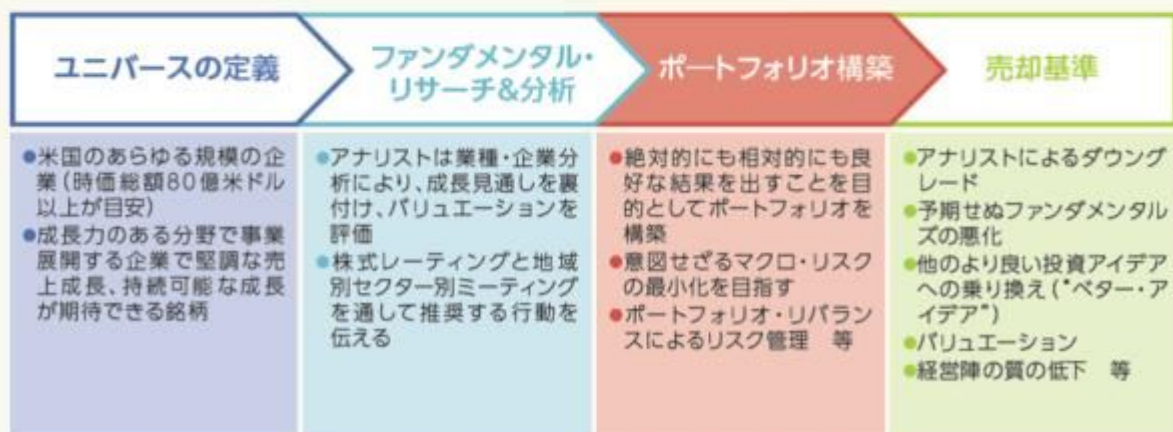 ユニバースの定義
ファンダメンタル・
リサーチ&分析
ポートフォリオ構築
売却基準
●米国のあらゆる規模の企
業(時価総額80億米ドル
以上が目安)
●成長力のある分野で事業
展開する企業で堅調な売
上成長、持続可能な成長
が期待できる銘柄
●アナリストは業種・企業分
析により、成長見通しを裏
付け、バリュエーションを
評価
●株式レーティングと地域
別セクター別ミーティング
を通して推奨する行動を
伝える
●絶対的にも相対的にも良
好な結果を出すことを目
的としてポートフォリオを
構築
●意図せざるマクロ・リスク
の最小化を目指す
●ポートフォリオ・リバラン
スによるリスク管理 等
●アナリストによるダウング
レード
●予期せぬファンダメンタル
ズの悪化
●他のより良い投資アイデア
への乗り換え("ベター・ア
イデア")
●バリュエーション
●経営陣の質の低下 等